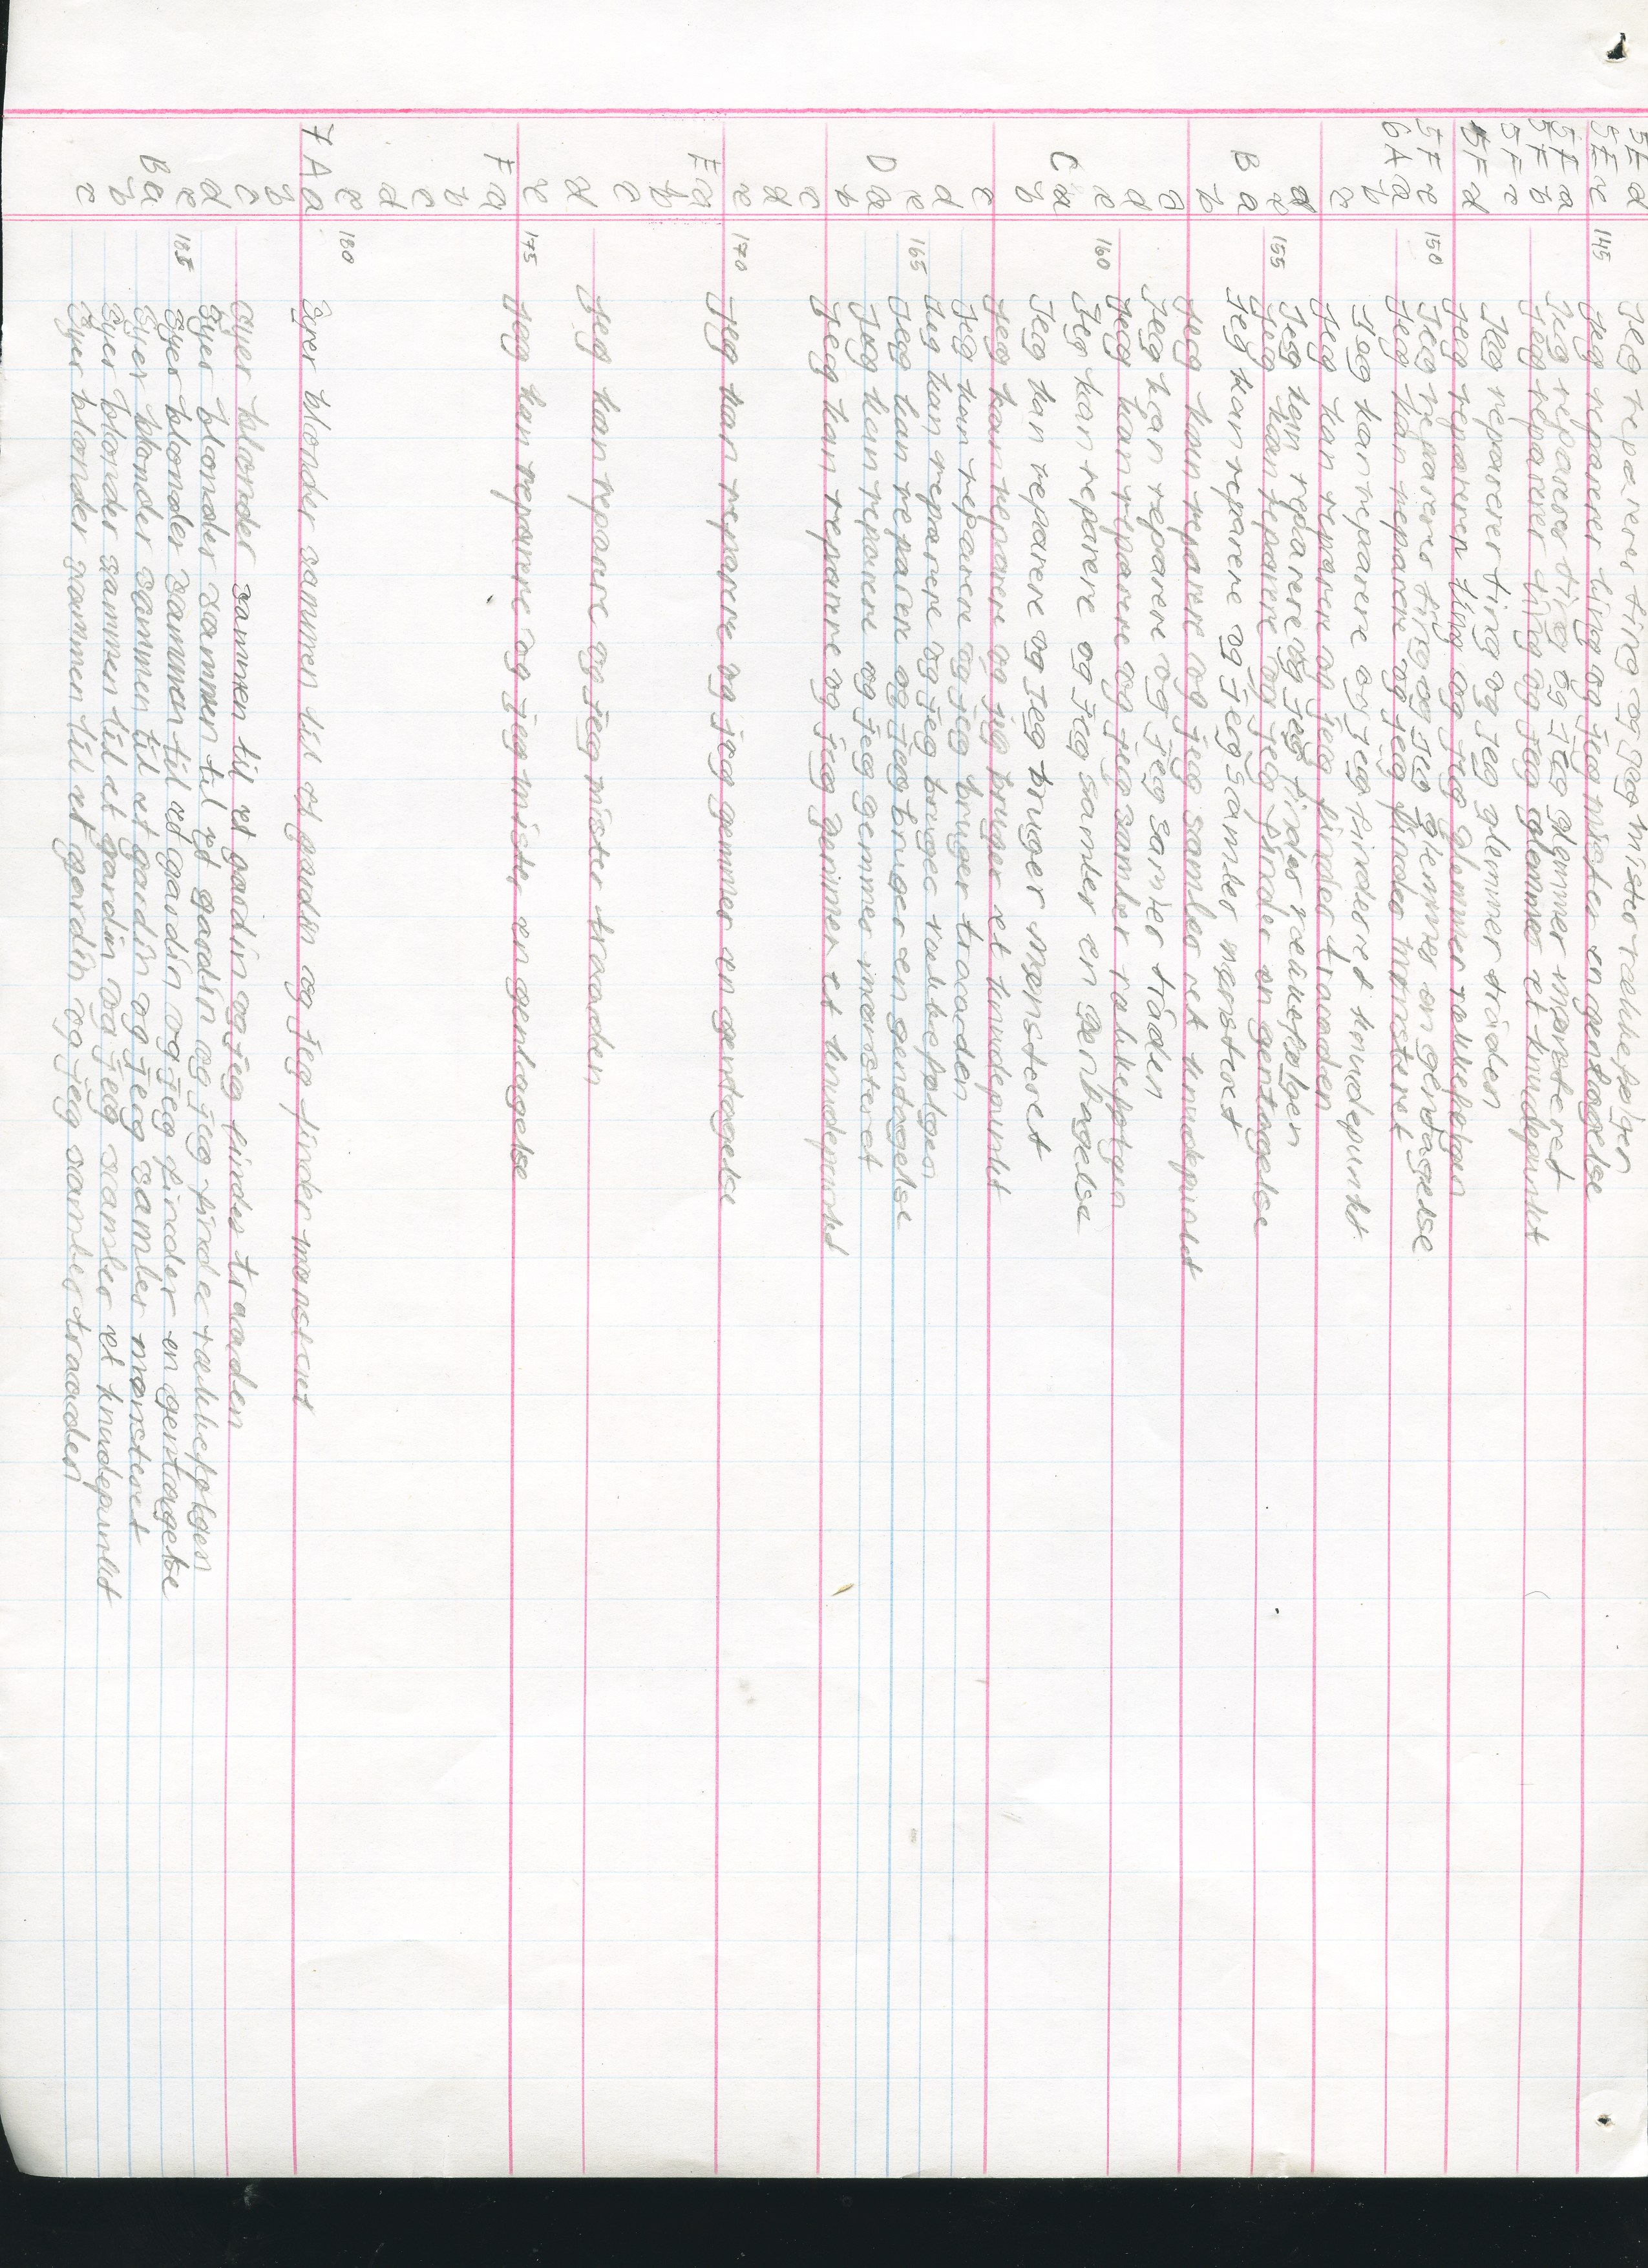 5E d Jeg reparerer ting og jeg mister rækkefølgen
5E e 145 jeg reparerer ting og jeg mister en gentagelse
5F a Jeg reparerer ting og jeg glemmer mønsteret
5F b jeg reparerer ting og jeg glemmer et knudepunkt
5F c Jeg reparerer ting og jeg glemmer tråden
5F d jeg reparerer ting og jeg glemmer rækkefølgen
5F e 150 Jeg reparerer ting og jeg glemmer en gentagelse
6A a Jeg kan reparere og jeg finder mønsteret
b Jeg kan reparere og jeg finder et knudepunkt
c jeg kan reparere og jeg finder traaden
d Jeg kan reparere og jeg finder rækkefølgen
e 155 jeg kan reparere og jeg finder en gentagelse
B a Jeg kan reparere og jeg samler mønsteret
b jeg kan reparere og jeg samler et knudepunkt
c Jeg kan reparere og jeg samler tråden
d jeg kan reparere og jeg samler rækkefølgen
e 160 Jeg kan reparere og jeg samler en gentagelse
C a Jeg kan reparere og jeg bruger mønsteret
b jeg kan reparere og jeg bruger et knudepunkt
c Jeg kan reparere og jeg bruger traaden
d Jeg kan reparere og jeg bruger rækkefølgen
e 165 Jeg kan reparere og jeg bruger en gentagelse
D a Jeg kan reparere og jeg gemmer mønsteret
b jeg kan reparere og jeg gemmer et knudepunkt
c
d
e 170 jeg kan reparere og jeg gemmer en gentagelse
E a
b
c jeg kan reparere og jeg mister traaden
d
e 175 jeg kan reparere og jeg mister en gentagelse
F a
b
c
d
e 180
7 A a Syer blonder sammen til et gardin og jeg finder mønsteret
b
c syer blonder sammen til et gardin og jeg finder traaden
d Syer blonder sammen til et gardin og jeg finder rækkefølgen
e 185 Syer blonder sammen til et gardin og jeg finder en gentagelse
B a Syer blonder sammen til et gardin og jeg samler mønsteret
b Syer blonder sammen til et gardin og jeg samler et knudepunkt
c Syer blonder sammen til et gardin og jeg samler traaden